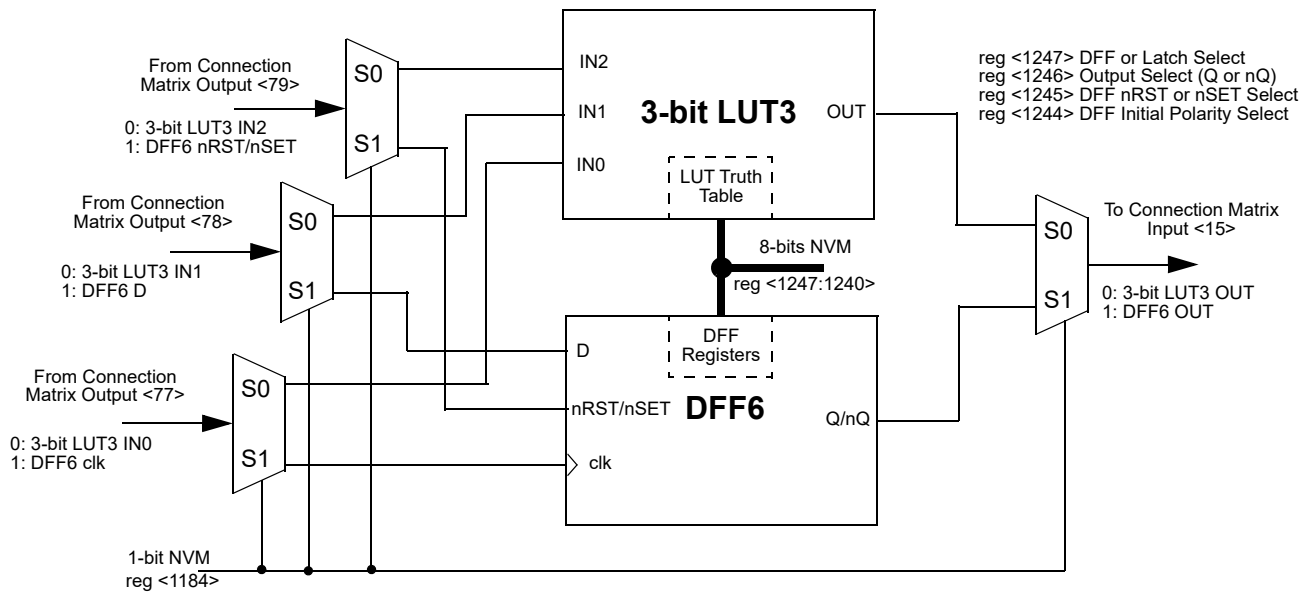 From Connection
Matrix Output <79>
S0
S1
0: 3-bit LUT3 IN2
1: DFF6 nRST/nSET
From Connection
Matrix Output <78>
S0
S1
0: 3-bit LUT3 IN1
1: DFF6 D
From Connection
Matrix Output <77>
S0
S1
0: 3-bit LUT3 IN0
1: DFF6 clk
1-bit NVM
reg <1184>
IN2
IN1
IN0
3-bit LUT3
OUT
LUT Truth
Table
8-bits NVM
reg <1247:1240>
DFF
Registers
D
nRST/nSET
DFF6
Q/nQ
clk
reg <1247> DFF or Latch Select
reg <1246> Output Select (Q or nQ)
reg <1245> DFF nRST or nSET Select
reg <1244> DFF Initial Polarity Select
S0
S1
To Connection Matrix
Input <15>
0: 3-bit LUT3 OUT
1: DFF6 OUT